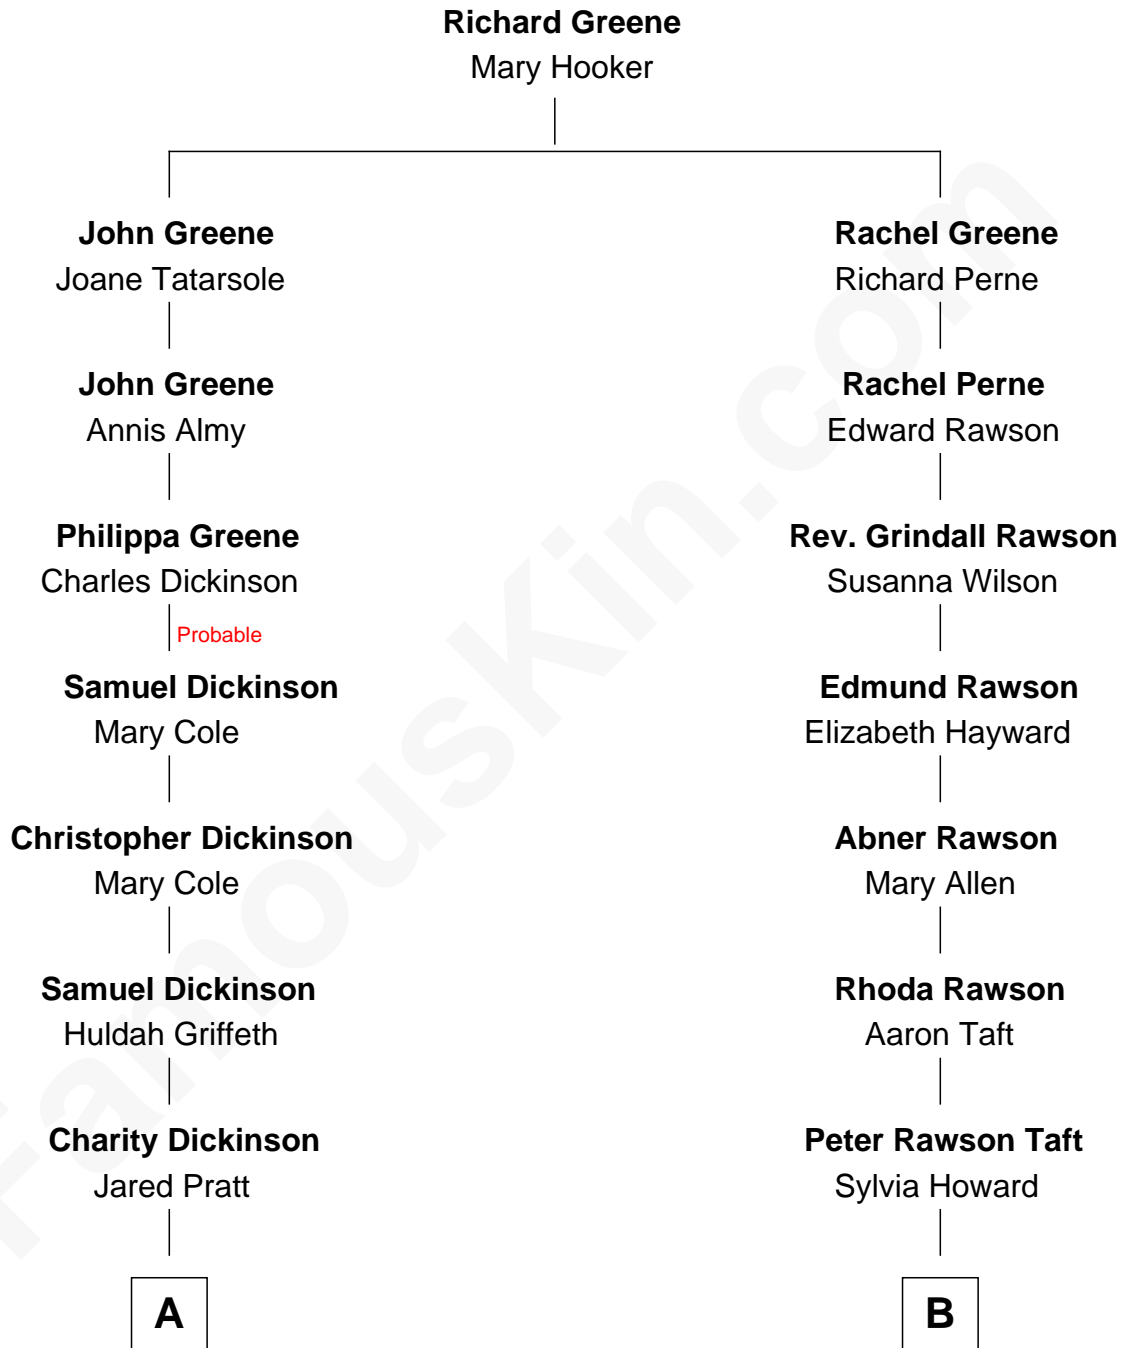 Richard Greene
Mary Hooker
John Greene
Joane Tatarsole
Rachel Greene
Richard Perne
John Greene
Annis Almy
Rachel Perne
Edward Rawson
Philippa Greene
Charles Dickinson
Rev. Grindall Rawson
Susanna Wilson
Probable
Samuel Dickinson
Mary Cole
Edmund Rawson
Elizabeth Hayward
Christopher Dickinson
Mary Cole
Abner Rawson
Mary Allen
Samuel Dickinson
Huldah Griffeth
Rhoda Rawson
Aaron Taft
Charity Dickinson
Jared Pratt
Peter Rawson Taft
Sylvia Howard
A
B
FamousKin.com